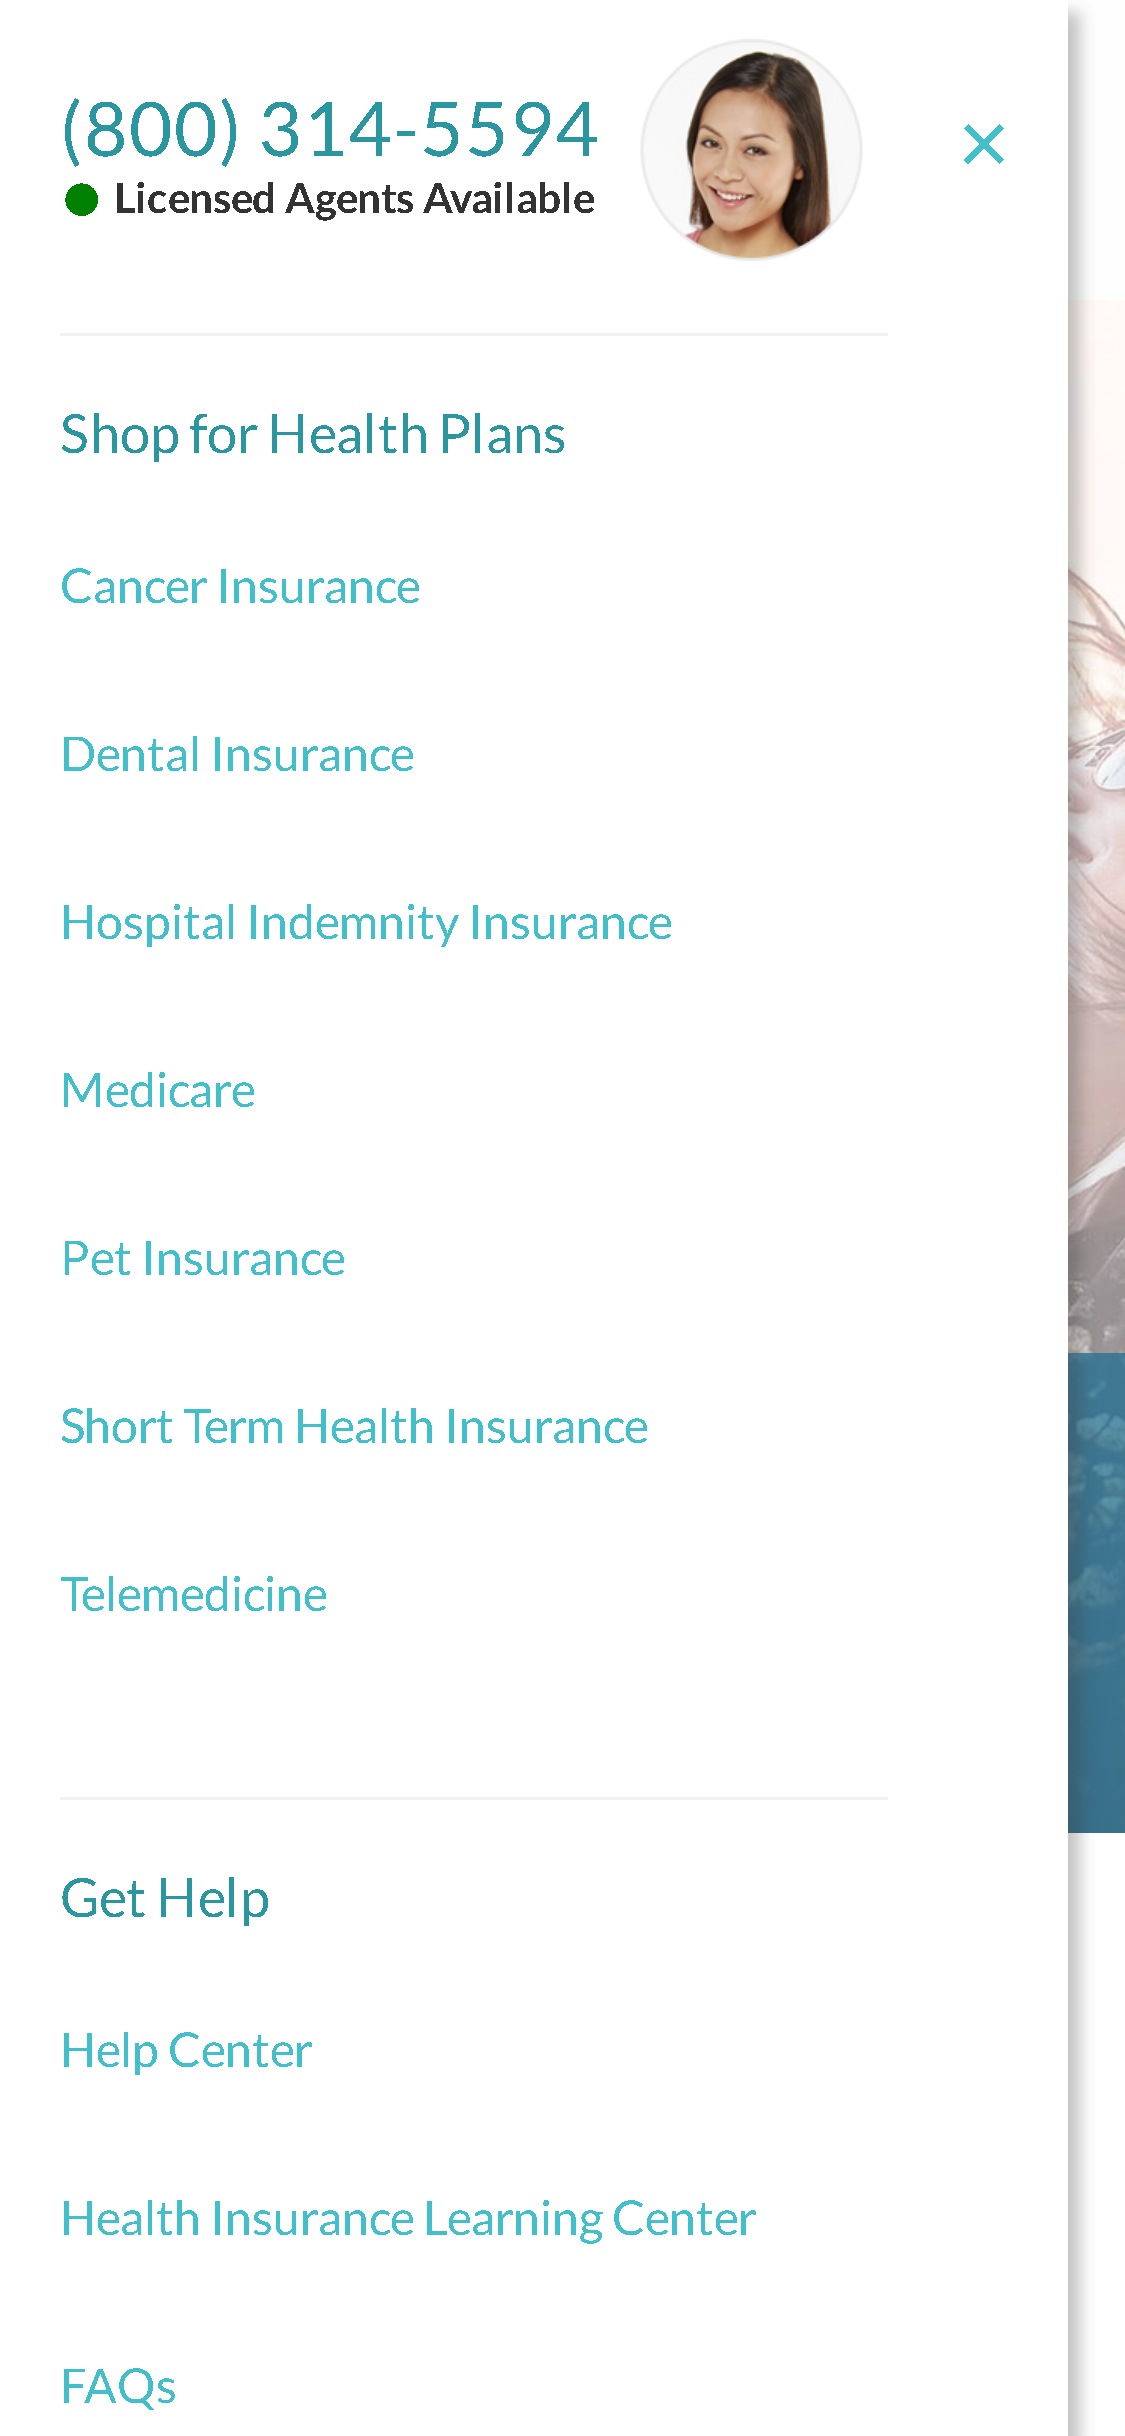 (800) 314-5594
Licensed Agents Available
Shop for Health Plans
Cancer Insurance
Dental Insurance
Hospital Indemnity Insurance
Medicare
Pet Insurance
Short Term Health Insurance
Telemedicine
Get Help
Help Center
Health Insurance Learning Center
FAQs